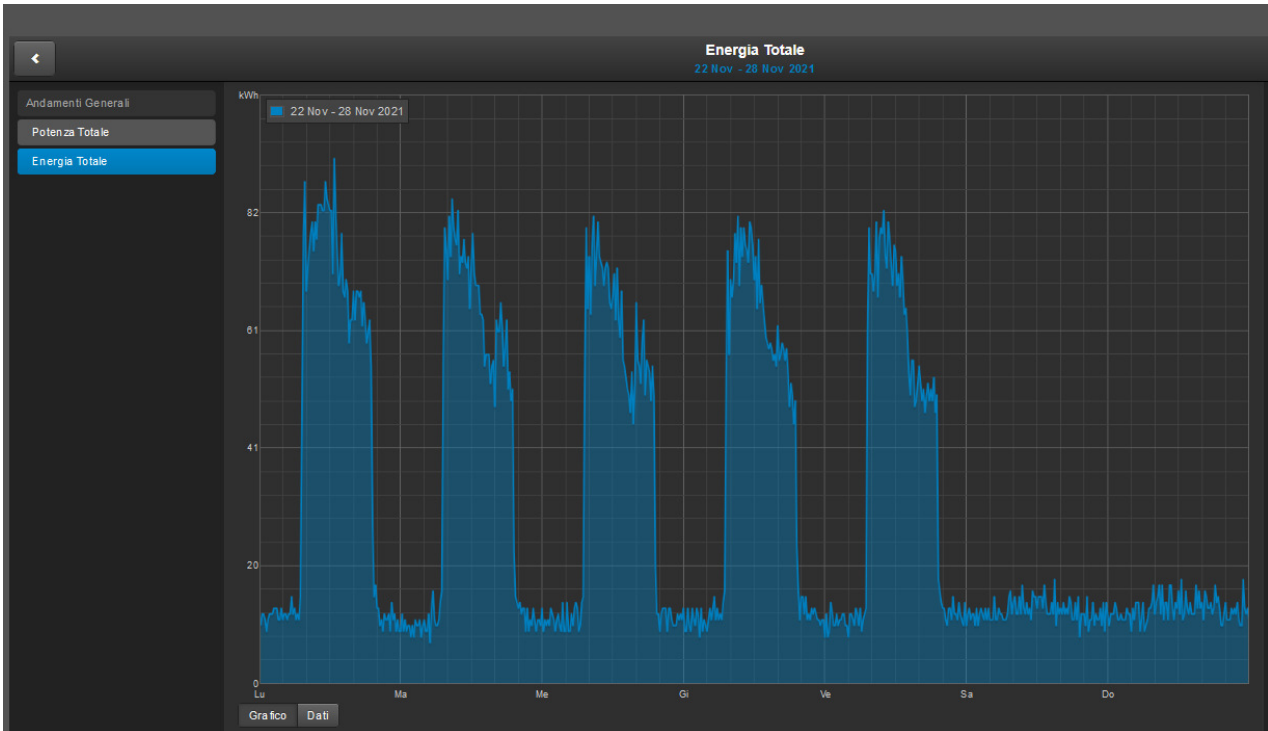 Energia Totale
22 Nov - 28 Nov 2021
Andamenti Generali
Potenza Totale
Energia Totale
kWh
22 Nov - 28 Nov 2021
82
61
41
20
0
Lu Ma Me Gi Ve Sa Do
Grafico Dati